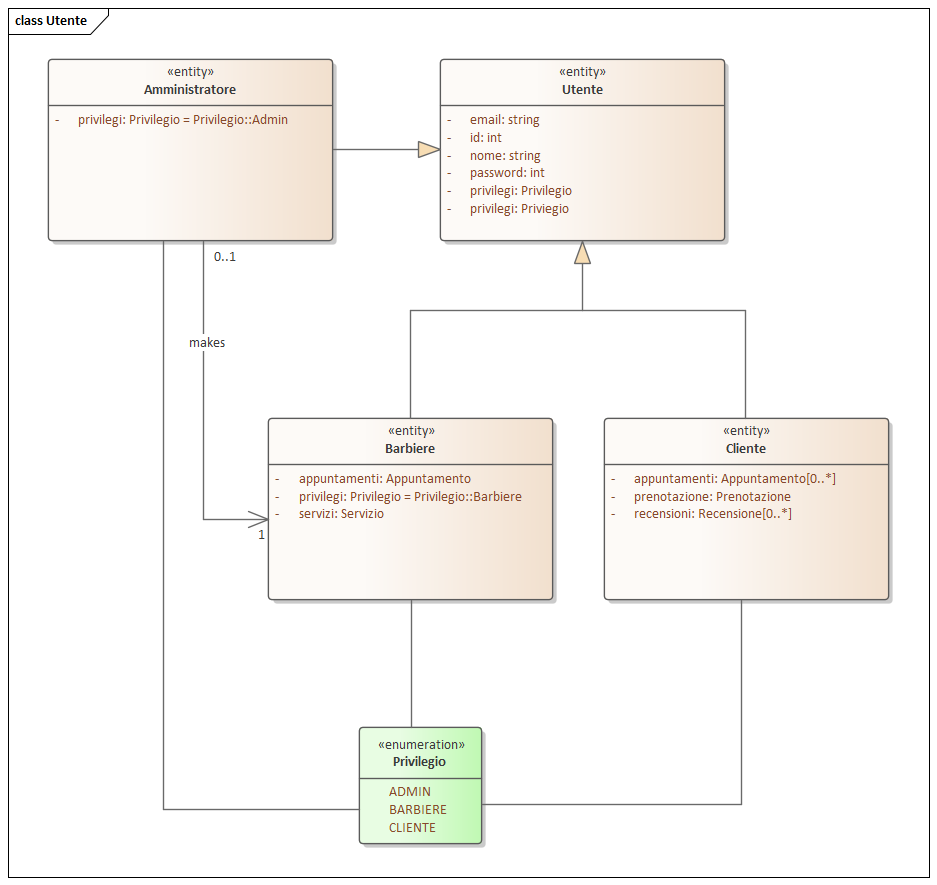 class Utente
«entity»
Amministratore
- privilegi: Privilegio = Privilegio::Admin
«entity»
Utente
- email: string
- id: int
- nome: string
- password: int
- privilegi: Privilegio
- privilegi: Priviegio
0..1
makes
1
«entity»
Barbiere
- appuntamenti: Appuntamento
- privilegi: Privilegio = Privilegio::Barbiere
- servizi: Servizio
«entity»
Cliente
- appuntamenti: Appuntamento[0..*]
- prenotazione: Prenotazione
- recensioni: Recensione[0..*]
«enumeration»
Privilegio
ADMIN
BARBIERE
CLIENTE